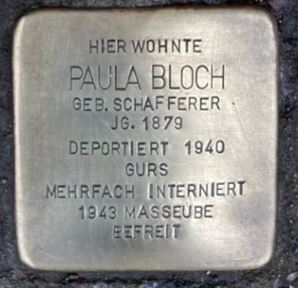 HIER WOHNTE
PAULA BLOCH
GEB. SCHAFFERER
JG. 1879
DEPORTIERT 1940
GURS
MEHRFACH INTERNIERT
1943 MASSEUBE
BEFREIT